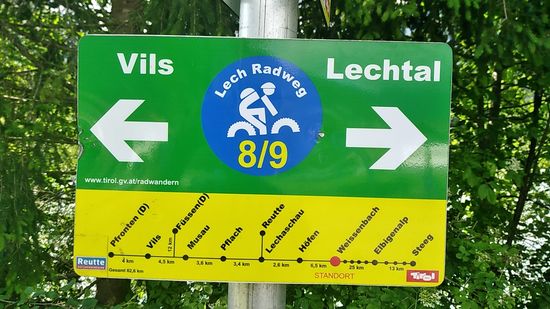 Vils
Lechtal
Lech Radweg
8/9
www.tirol.gv.at/radwandern
Pfronten (D)
Vils
Füssen(D)
Musau
Pflach
Reutte
Lechaschau
Höfen
Weissenbach
Elbigenalp
Steeg
12 km
4 km
4,5 km
3,6 km
3,4 km
2,6 km
6,5 km
25 km
13 km
STANDORT
Reutte
Gesamt 62,6 km
Tirol